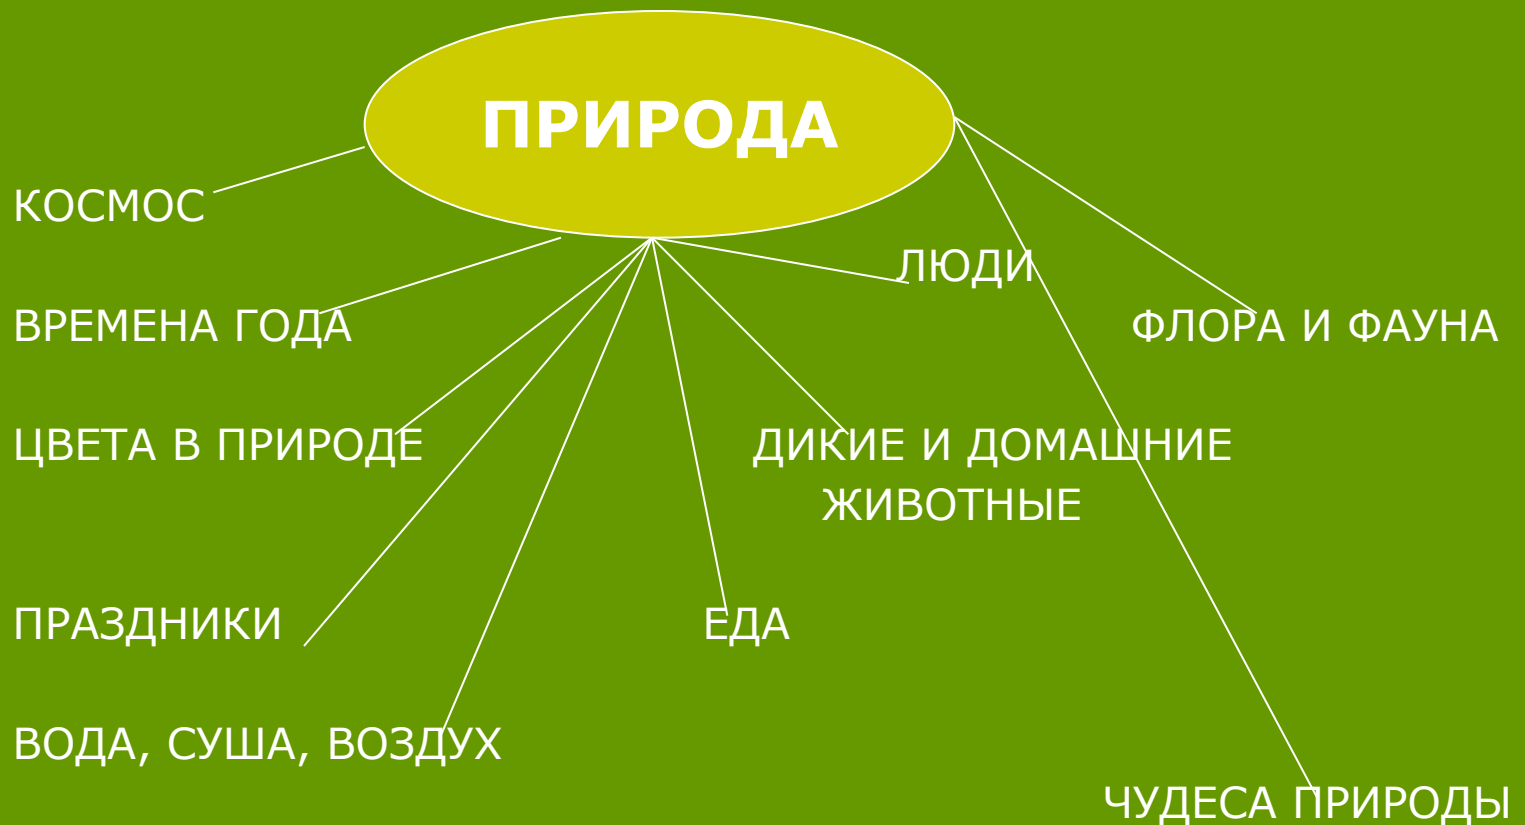 ПРИРОДА
КОСМОС
ЛЮДИ
ВРЕМЕНА ГОДА
ФЛОРА И ФАУНА
ЦВЕТА В ПРИРОДЕ
ДИКИЕ И ДОМАШНИЕ
ЖИВОТНЫЕ
ПРАЗДНИКИ
ЕДА
ВОДА, СУША, ВОЗДУХ
ЧУДЕСА ПРИРОДЫ